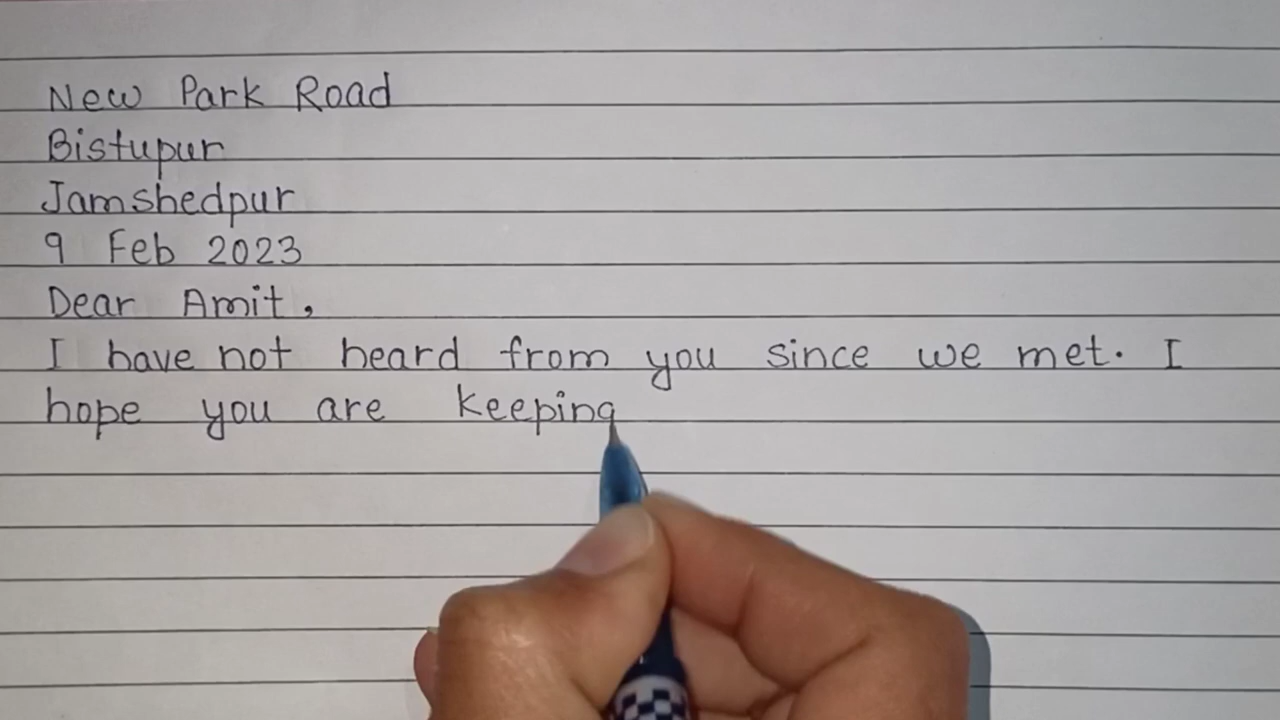 New Park Road
Bistupur
Jamshedpur
9 Feb 2023
Dear Amit,
I have not heard from you since we met. I
hope you are keeping